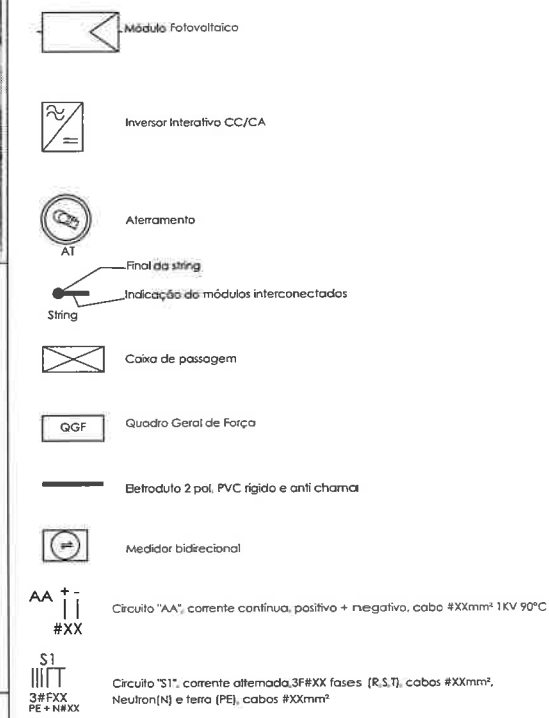 Módulo Fotovoltaico
Inversor Interativo CC/CA
Aterramento
AT
Final da string
Indicação do módulos interconectados
String
Caixa de passagem
QGF
Quadro Geral de Força
Eletroduto 2 pol, PVC rígido e anti chama
Medidor bidirecional
AA + -
#XX
Circuito "AA", corrente contínua, positivo + negativo, cabo #XXmm² 1KV 90°C
S1
3#FXX
PE + N#XX
Circuito "S1", corrente alternada,3F#XX fases (R,S,T), cabos #XXmm²,
Neutron(N) e terra (PE), cabos #XXmm²